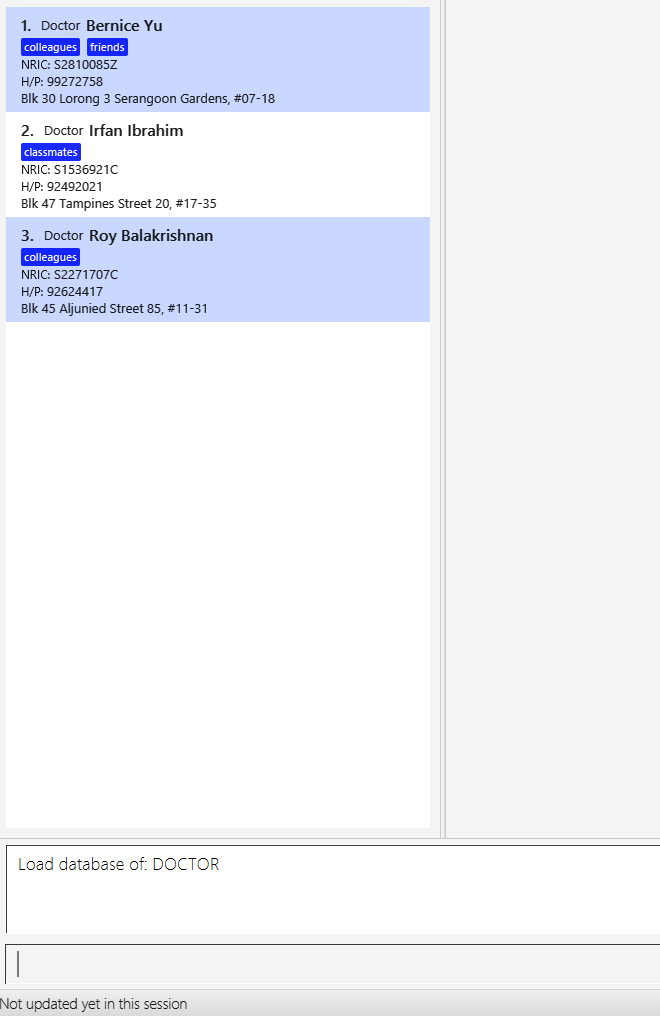 1. Doctor Bernice Yu
colleagues friends
NRIC: S2810085Z
H/P: 99272758
Blk 30 Lorong 3 Serangoon Gardens, #07-18
2. Doctor Irfan Ibrahim
classmates
NRIC: S1536921C
H/P: 92492021
Blk 47 Tampines Street 20, #17-35
3. Doctor Roy Balakrishnan
colleagues
NRIC: S2271707C
H/P: 92624417
Blk 45 Aljunied Street 85, #11-31
Load database of: DOCTOR
Not updated yet in this session